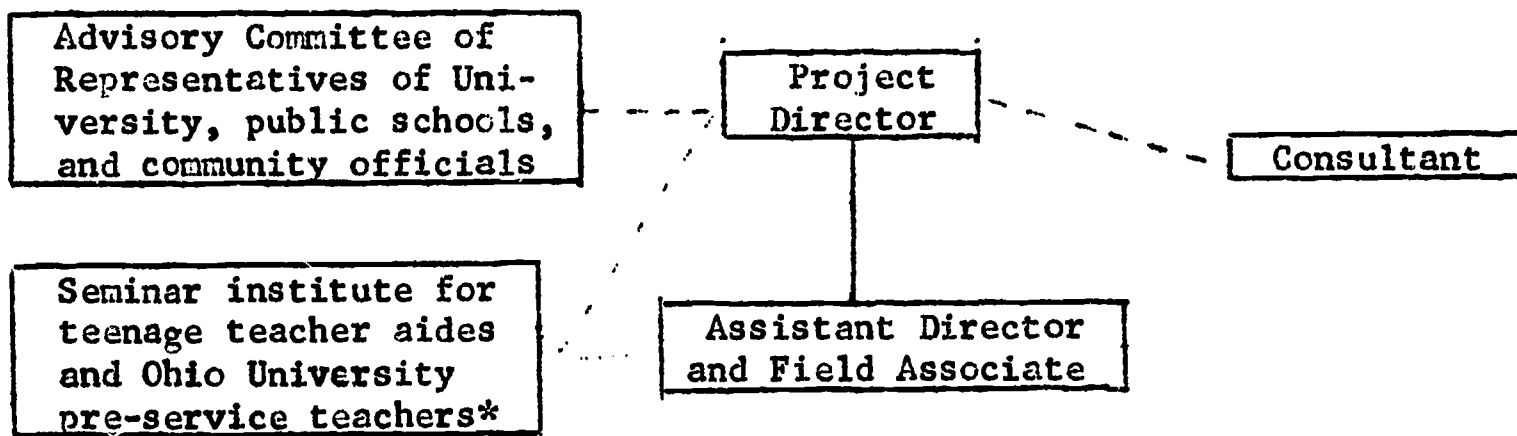 Advisory Committee of
Representatives of Uni-
versity, public schools,
and community officials
Project
Director
Consultant
Seminar institute for
teenage teacher aides
and Ohio University
pre-service teachers*
Assistant Director
and Field Associate